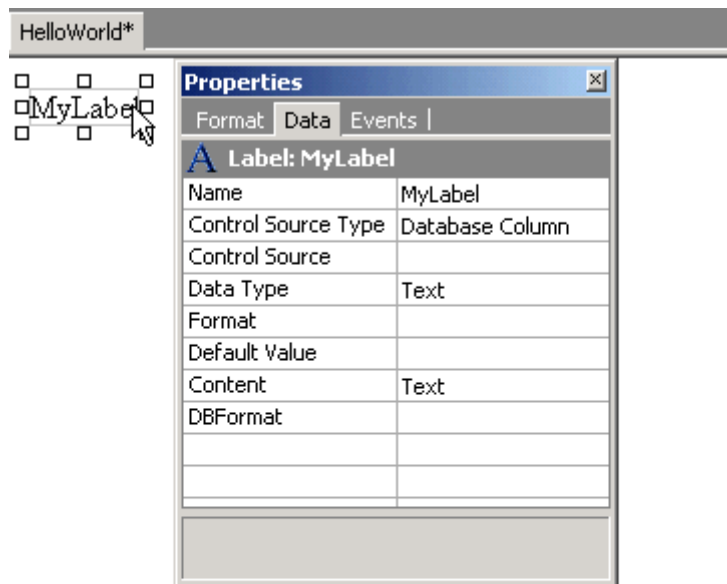 HelloWorld*
MyLabel
Properties
Format Data Events
A Label: MyLabel
Name MyLabel
Control Source Type Database Column
Control Source
Data Type Text
Format
Default Value
Content Text
DBFormat